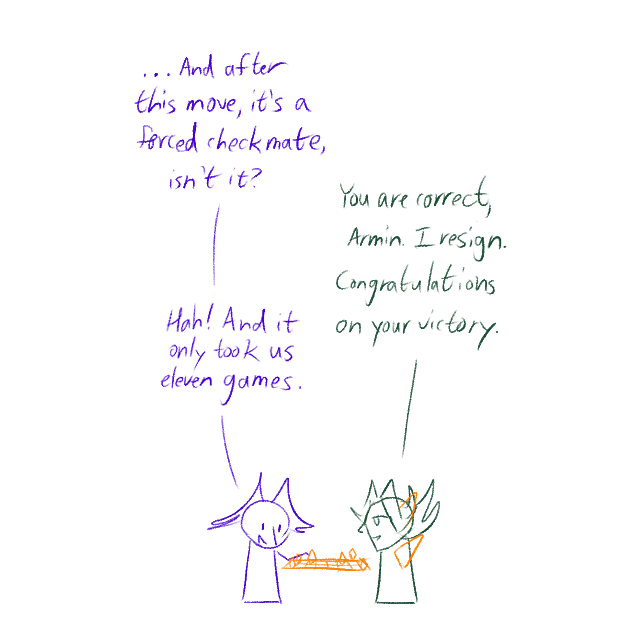 ... And after
this move, it's a
forced checkmate,
isn't it?
You are correct,
Armin. I resign.
Congratulations
on your victory.
Hah! And it
only took us
eleven games.